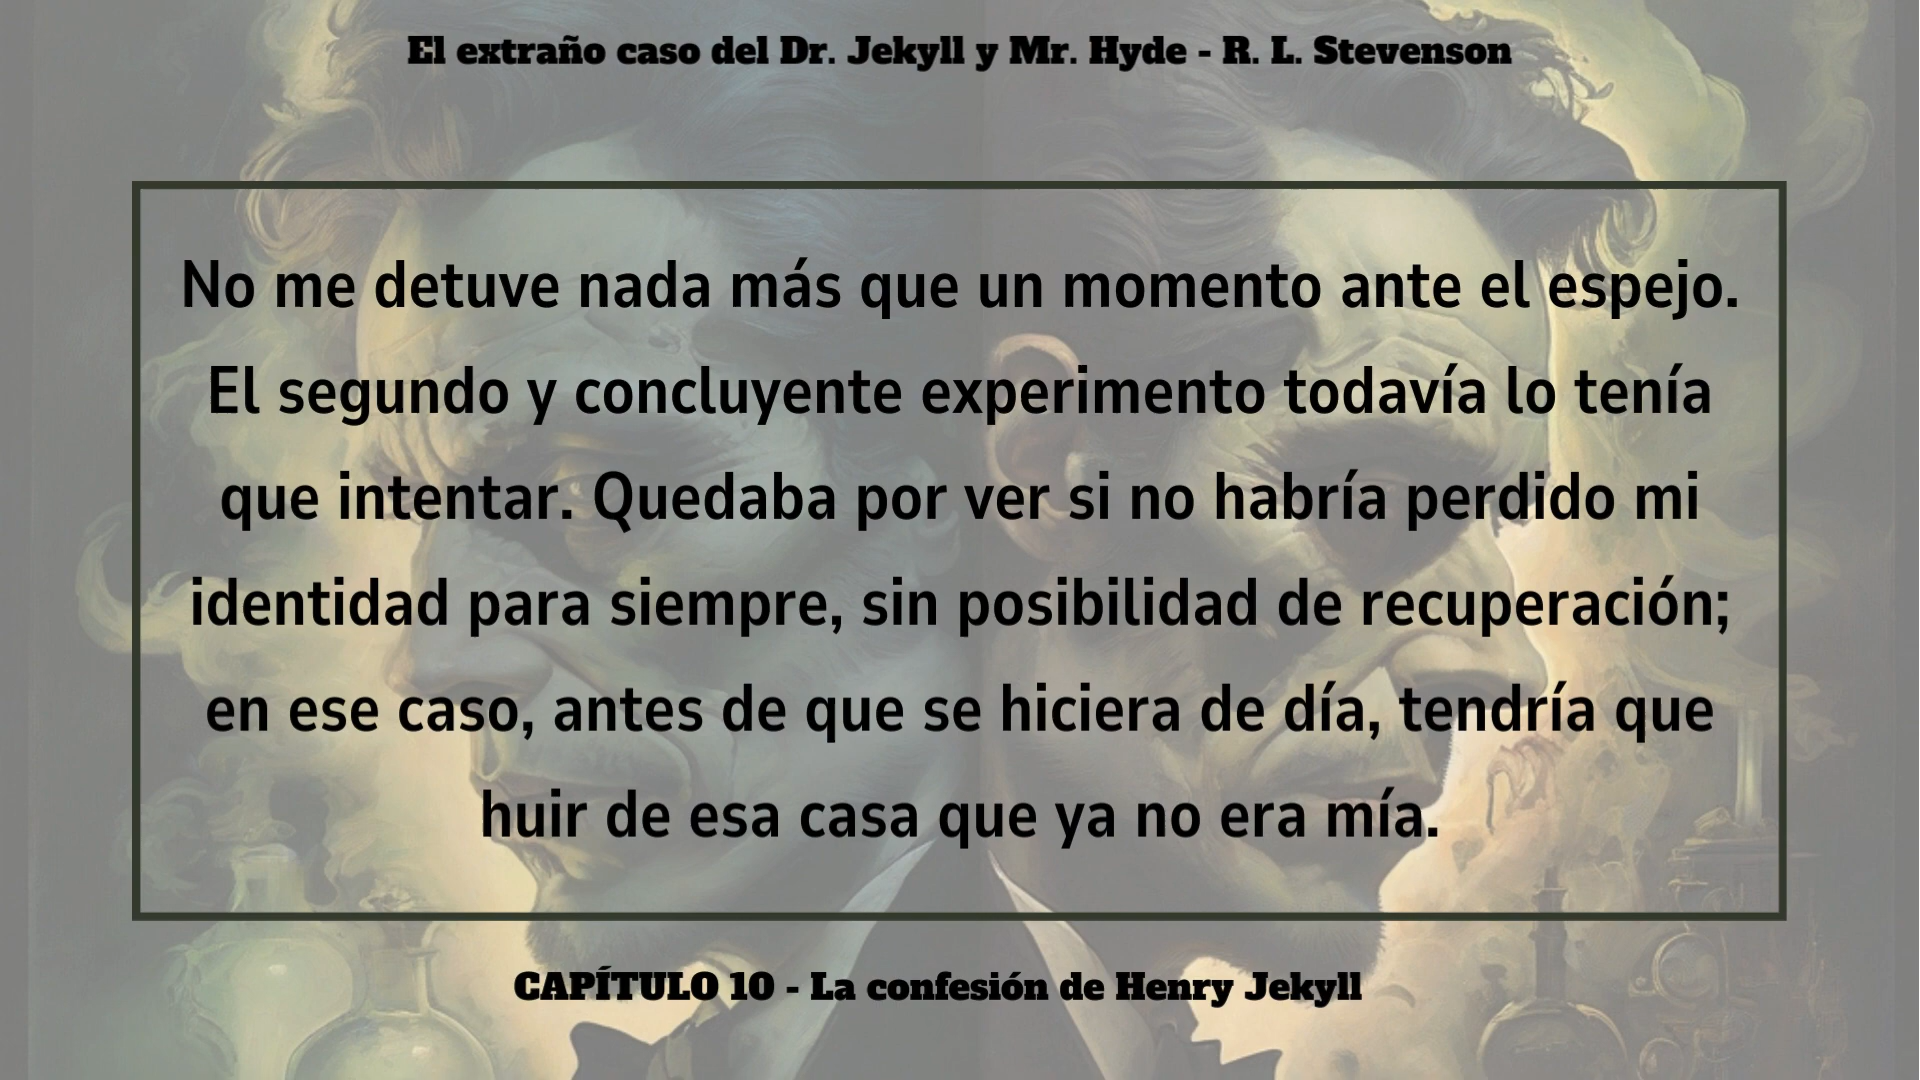 El extraño caso del Dr. Jekyll y Mr. Hyde - R. L. Stevenson
No me detuve nada más que un momento ante el espejo.
El segundo y concluyente experimento todavía lo tenía
que intentar. Quedaba por ver si no habría perdido mi
identidad para siempre, sin posibilidad de recuperación;
en ese caso, antes de que se hiciera de día, tendría que
huir de esa casa que ya no era mía.
CAPÍTULO 10 - La confesión de Henry Jekyll